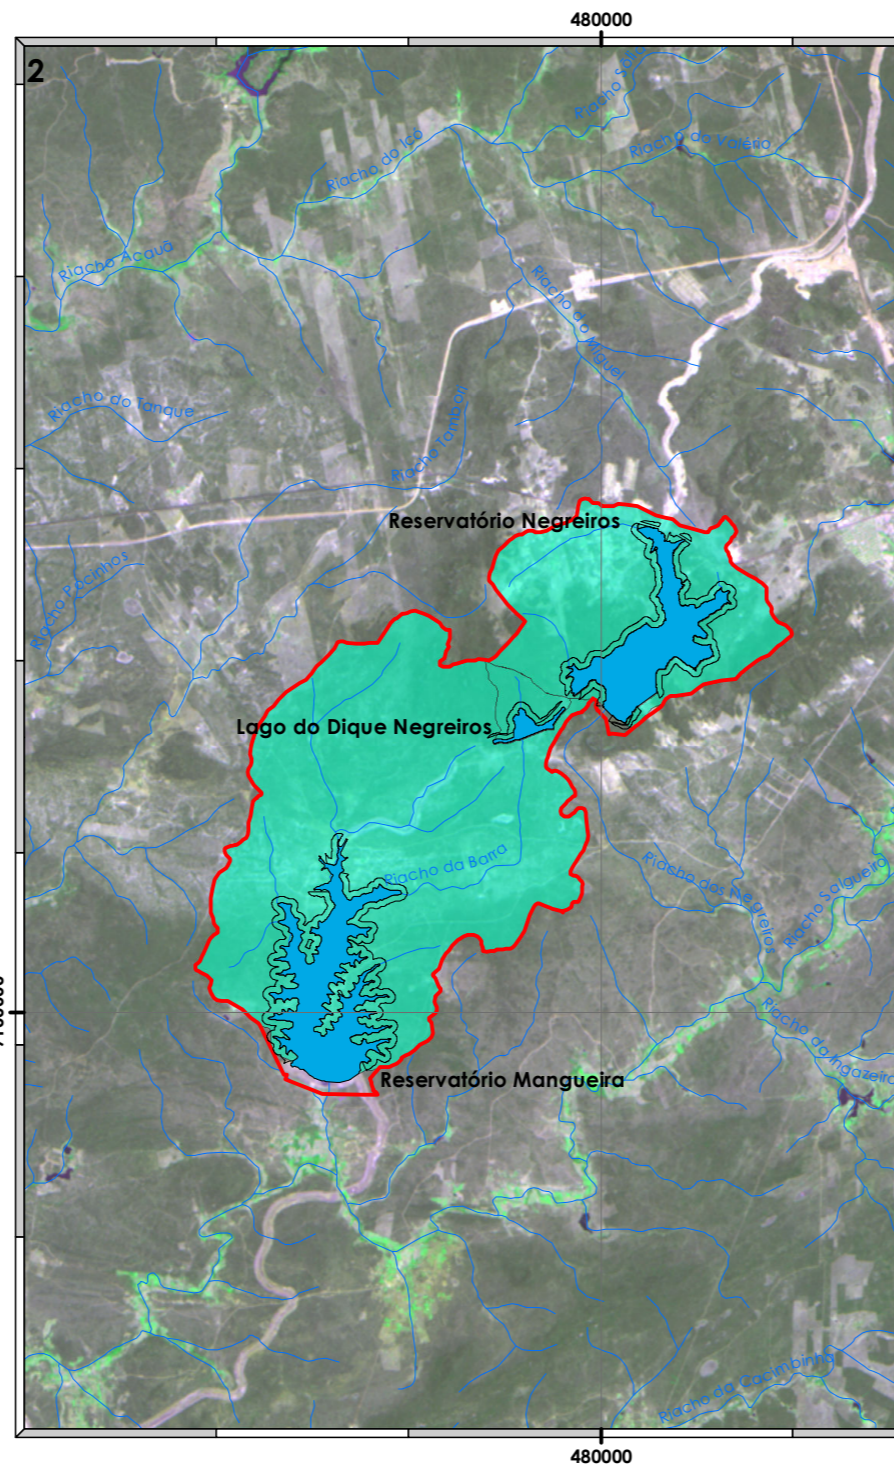 480000
2
Riacho do Icó
Riacho do Valério
Riacho Acauã
Riacho do Miguel
Riacho do Tanque
Riacho Tamboril
Reservatório Negreiros
Riacho Pocinhos
Lago do Dique Negreiros
Riacho da Barra
Riacho dos Negreiros
Riacho Salgueiro
Riacho da Ingazeira
Reservatório Mangueira
Riacho da Cacimbinha
480000